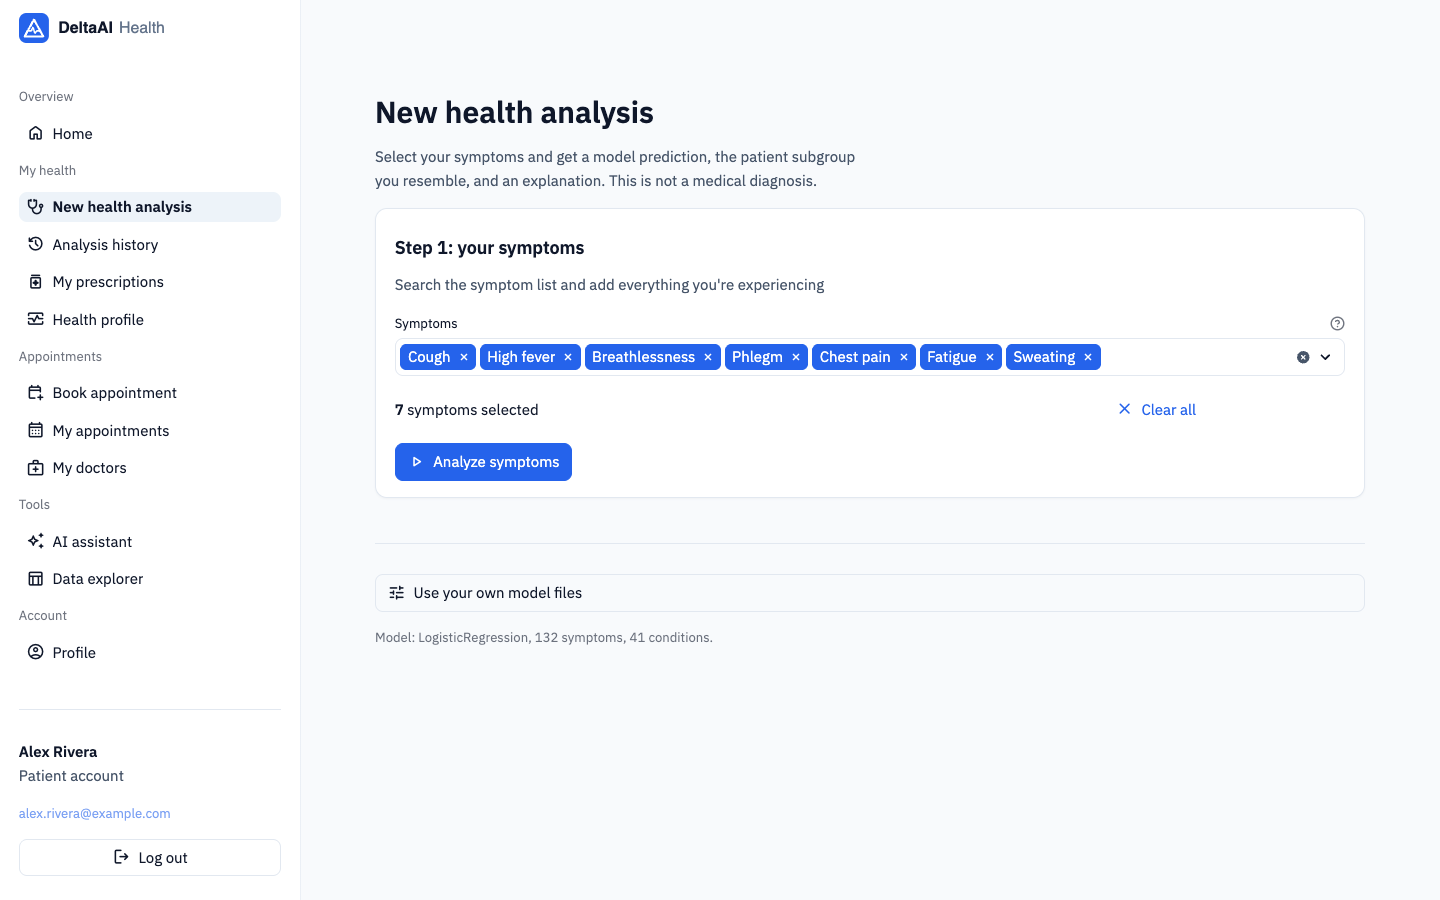 DeltaAI Health
Overview
Home
My health
New health analysis
Analysis history
My prescriptions
Health profile
Appointments
Book appointment
My appointments
My doctors
Tools
AI assistant
Data explorer
Account
Profile
Alex Rivera
Patient account
alex.rivera@example.com
Log out
New health analysis
Select your symptoms and get a model prediction, the patient subgroup
you resemble, and an explanation. This is not a medical diagnosis.
Step 1: your symptoms
Search the symptom list and add everything you're experiencing
Symptoms
Cough × High fever × Breathlessness × Phlegm × Chest pain × Fatigue × Sweating ×
7 symptoms selected
Clear all
Analyze symptoms
Use your own model files
Model: LogisticRegression, 132 symptoms, 41 conditions.